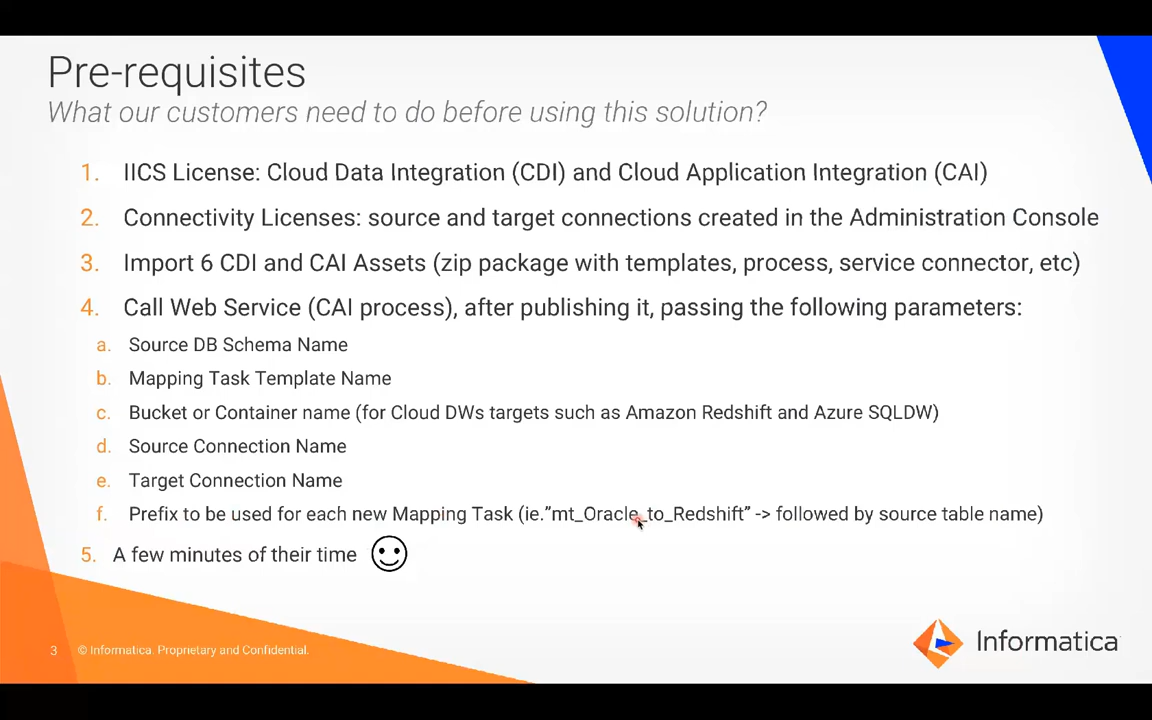 Pre-requisites
What our customers need to do before using this solution?
1. IICS License: Cloud Data Integration (CDI) and Cloud Application Integration (CAI)
2. Connectivity Licenses: source and target connections created in the Administration Console
3. Import 6 CDI and CAI Assets (zip package with templates, process, service connector, etc)
4. Call Web Service (CAI process), after publishing it, passing the following parameters:
a. Source DB Schema Name
b. Mapping Task Template Name
c. Bucket or Container name (for Cloud DWs targets such as Amazon Redshift and Azure SQLDW)
d. Source Connection Name
e. Target Connection Name
f. Prefix to be used for each new Mapping Task (ie.”mt_Oracle_to_Redshift” -> followed by source table name)
5. A few minutes of their time
3 © Informatica. Proprietary and Confidential.
Informatica